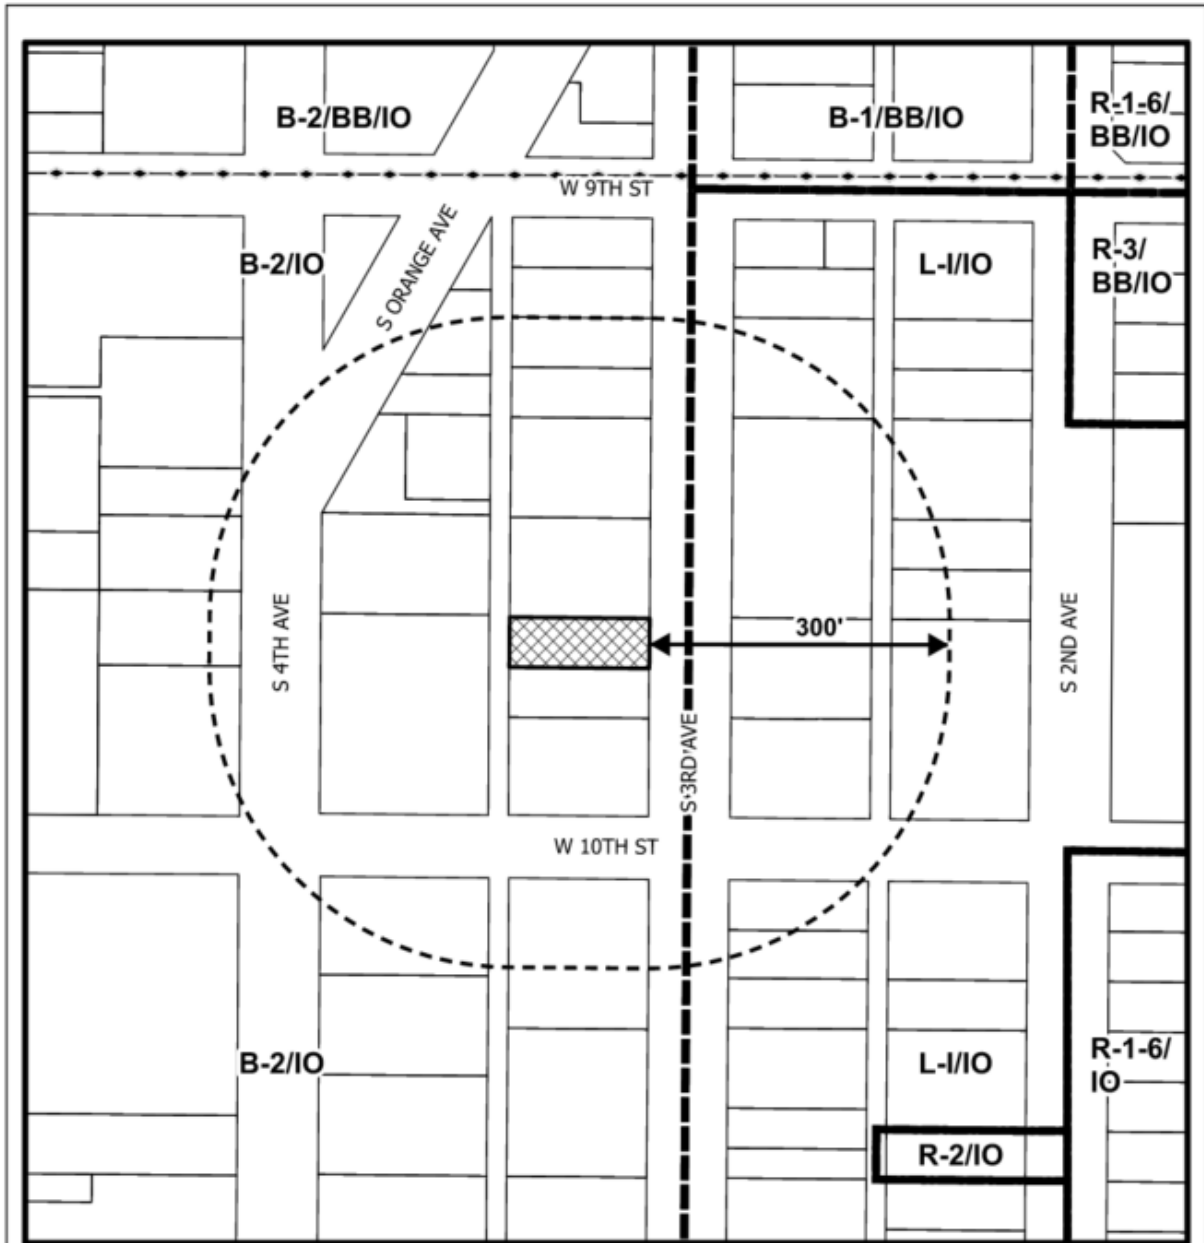 B-2/BB/IO
B-1/BB/IO
R-1-6/
BB/IO
W 9TH ST
S ORANGE AVE
B-2/IO
L-I/IO
R-3/
BB/IO
S 4TH AVE
300'
S 2ND AVE
S 3RD AVE
W 10TH ST
B-2/IO
L-I/IO
R-1-6/
IO
R-2/IO